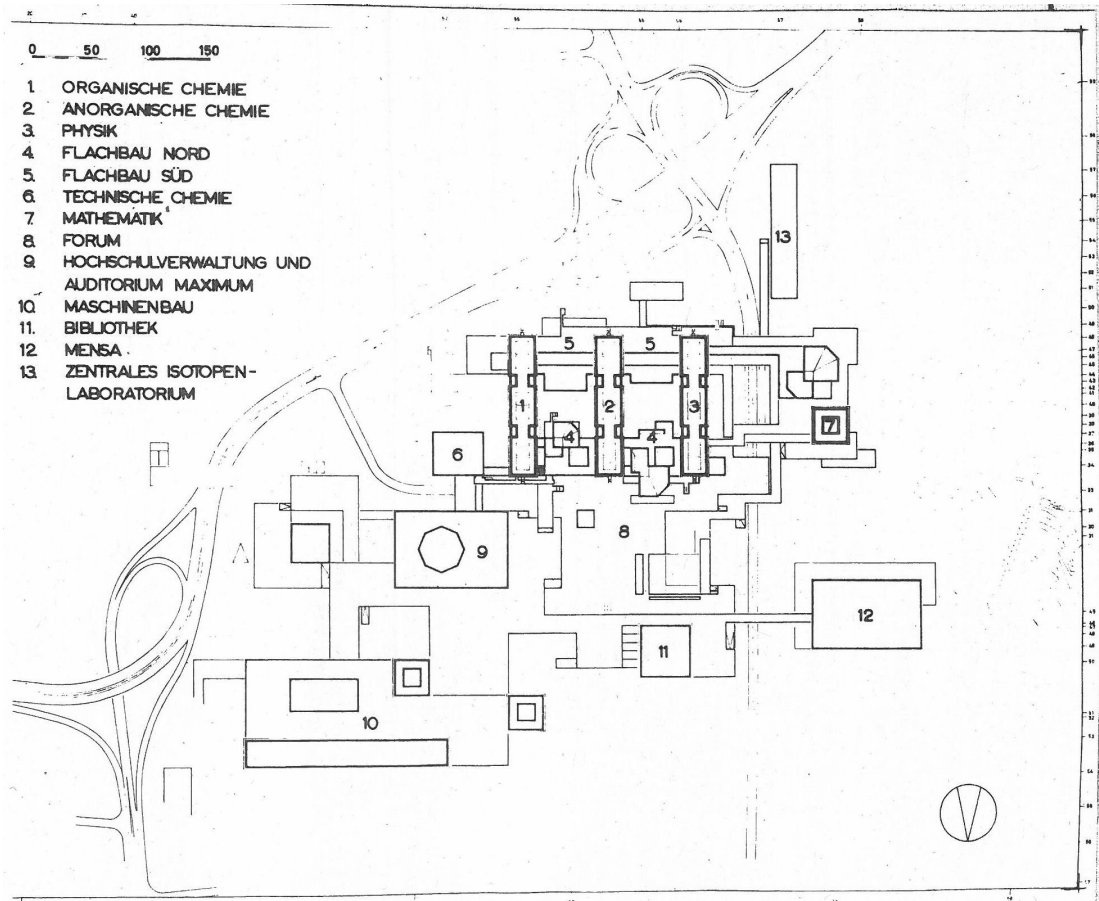 0 50 100 150
1. ORGANISCHE CHEMIE
2. ANORGANISCHE CHEMIE
3. PHYSIK
4. FLACHBAU NORD
5. FLACHBAU SÜD
6. TECHNISCHE CHEMIE
7. MATHEMATIK
8. FORUM
9. HOCHSCHULVERWALTUNG UND
AUDITORIUM MAXIMUM
10. MASCHINENBAU
11. BIBLIOTHEK
12. MENSA
13. ZENTRALES ISOTOPEN-
LABORATORIUM
13
5 5
1 2 3
4 4
7
6
8
9
12
11
10